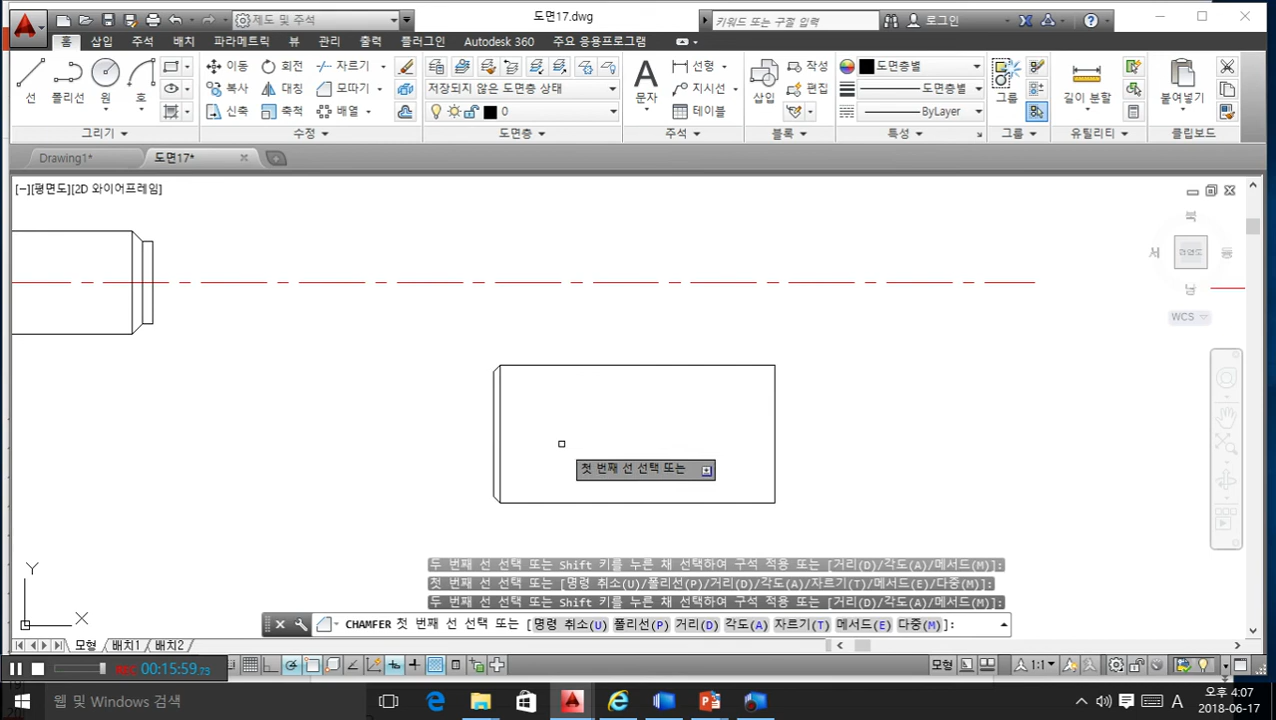 제도 및 주석
도면17.dwg
키워드 또는 구절 입력
로그인
홈 삽입 주석 배치 파라메트릭 뷰 관리 출력 플러그인 Autodesk 360 주요 응용프로그램
선 폴리선 원 호
이동 회전 자르기
복사 대칭 모따기
신축 축척 배열
저장되지 않은 도면층 상태
0
문자
선형
지시선
테이블
삽입
작성
편집
도면층별
도면층별
ByLayer
그룹
길이 분할
붙여넣기
그리기 수정 도면층 주석 블록 특성 그룹 유틸리티 클립보드
Drawing1* 도면17*
[−][평면도][2D 와이어프레임]
북
서 동
남
WCS
첫 번째 선 선택 또는
두 번째 선 선택 또는 Shift 키를 누른 채 선택하여 구석 적용 또는 [거리(D)/각도(A)/메서드(M)]:
첫 번째 선 선택 또는 [명령 취소(U)/폴리선(P)/거리(D)/각도(A)/자르기(T)/메서드(E)/다중(M)]:
두 번째 선 선택 또는 Shift 키를 누른 채 선택하여 구석 적용 또는 [거리(D)/각도(A)/메서드(M)]:
CHAMFER 첫 번째 선 선택 또는 [명령 취소(U) 폴리선(P) 거리(D) 각도(A) 자르기(T) 메서드(E) 다중(M)]:
Y
X
모형 배치1 배치2
00:15:59.73
모형
1:1
웹 및 Windows 검색
A
오후 4:07
2018-06-17